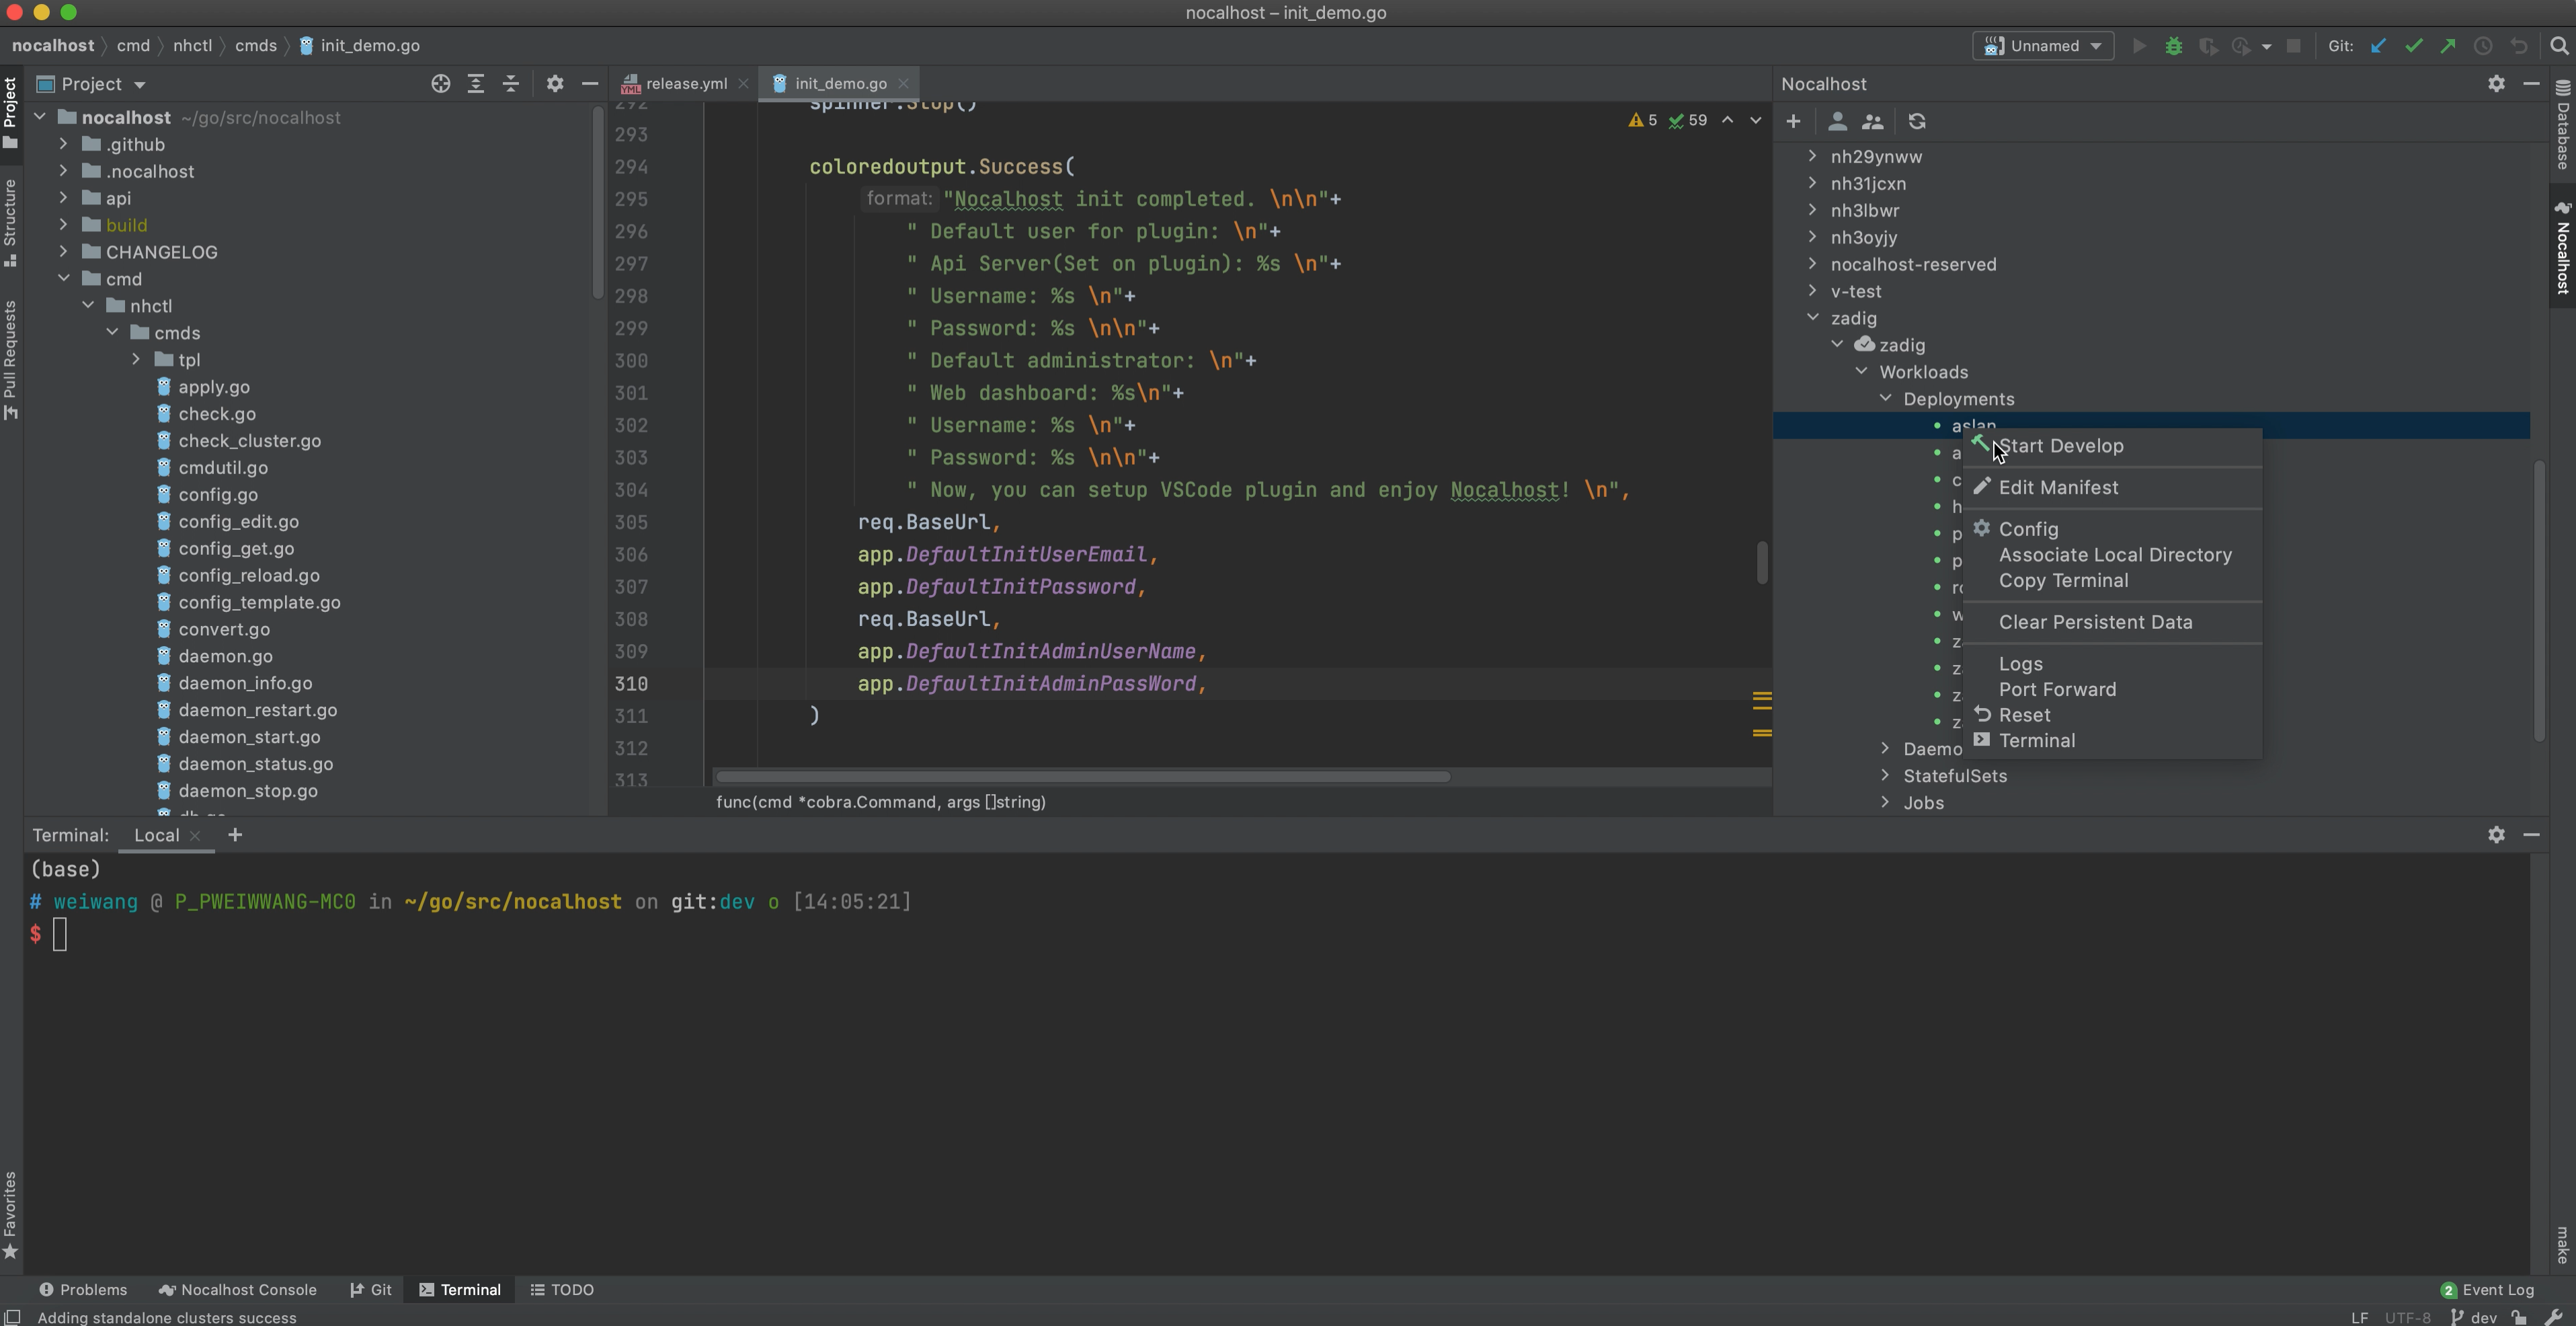 nocalhost – init_demo.go
nocalhost
cmd
nhctl
cmds
init_demo.go
Unnamed
Git:
Project
Project
nocalhost ~/go/src/nocalhost
.github
.nocalhost
api
build
CHANGELOG
cmd
nhctl
cmds
tpl
apply.go
check.go
check_cluster.go
cmdutil.go
config.go
config_edit.go
config_get.go
config_reload.go
config_template.go
convert.go
daemon.go
daemon_info.go
daemon_restart.go
daemon_start.go
daemon_status.go
daemon_stop.go
Structure
Pull Requests
Favorites
release.yml
init_demo.go
5 59
292 spinner.Stop()
293
294 coloredoutput.Success(
295 format: "Nocalhost init completed. \n\n"+
296 " Default user for plugin: \n"+
297 " Api Server(Set on plugin): %s \n"+
298 " Username: %s \n"+
299 " Password: %s \n\n"+
300 " Default administrator: \n"+
301 " Web dashboard: %s\n"+
302 " Username: %s \n"+
303 " Password: %s \n\n"+
304 " Now, you can setup VSCode plugin and enjoy Nocalhost! \n",
305 req.BaseUrl,
306 app.DefaultInitUserEmail,
307 app.DefaultInitPassword,
308 req.BaseUrl,
309 app.DefaultInitAdminUserName,
310 app.DefaultInitAdminPassWord,
311 )
312
313
func(cmd *cobra.Command, args []string)
Nocalhost
nh29ynww
nh31jcxn
nh3lbwr
nh3oyjy
nocalhost-reserved
v-test
zadig
zadig
Workloads
Deployments
aslan
a
c
h
p
p
w
z
z
z
z
StatefulSets
Jobs
Start Develop
Edit Manifest
Config
Associate Local Directory
Copy Terminal
Clear Persistent Data
Logs
Port Forward
Reset
Terminal
Database
Nocalhost
make
Terminal: Local
(base)
# weiwang @ P_PWEIWWANG-MC0 in ~/go/src/nocalhost on git:dev o [14:05:21]
$
Problems
Nocalhost Console
Git
Terminal
TODO
2 Event Log
Adding standalone clusters success
LF
UTF-8
dev